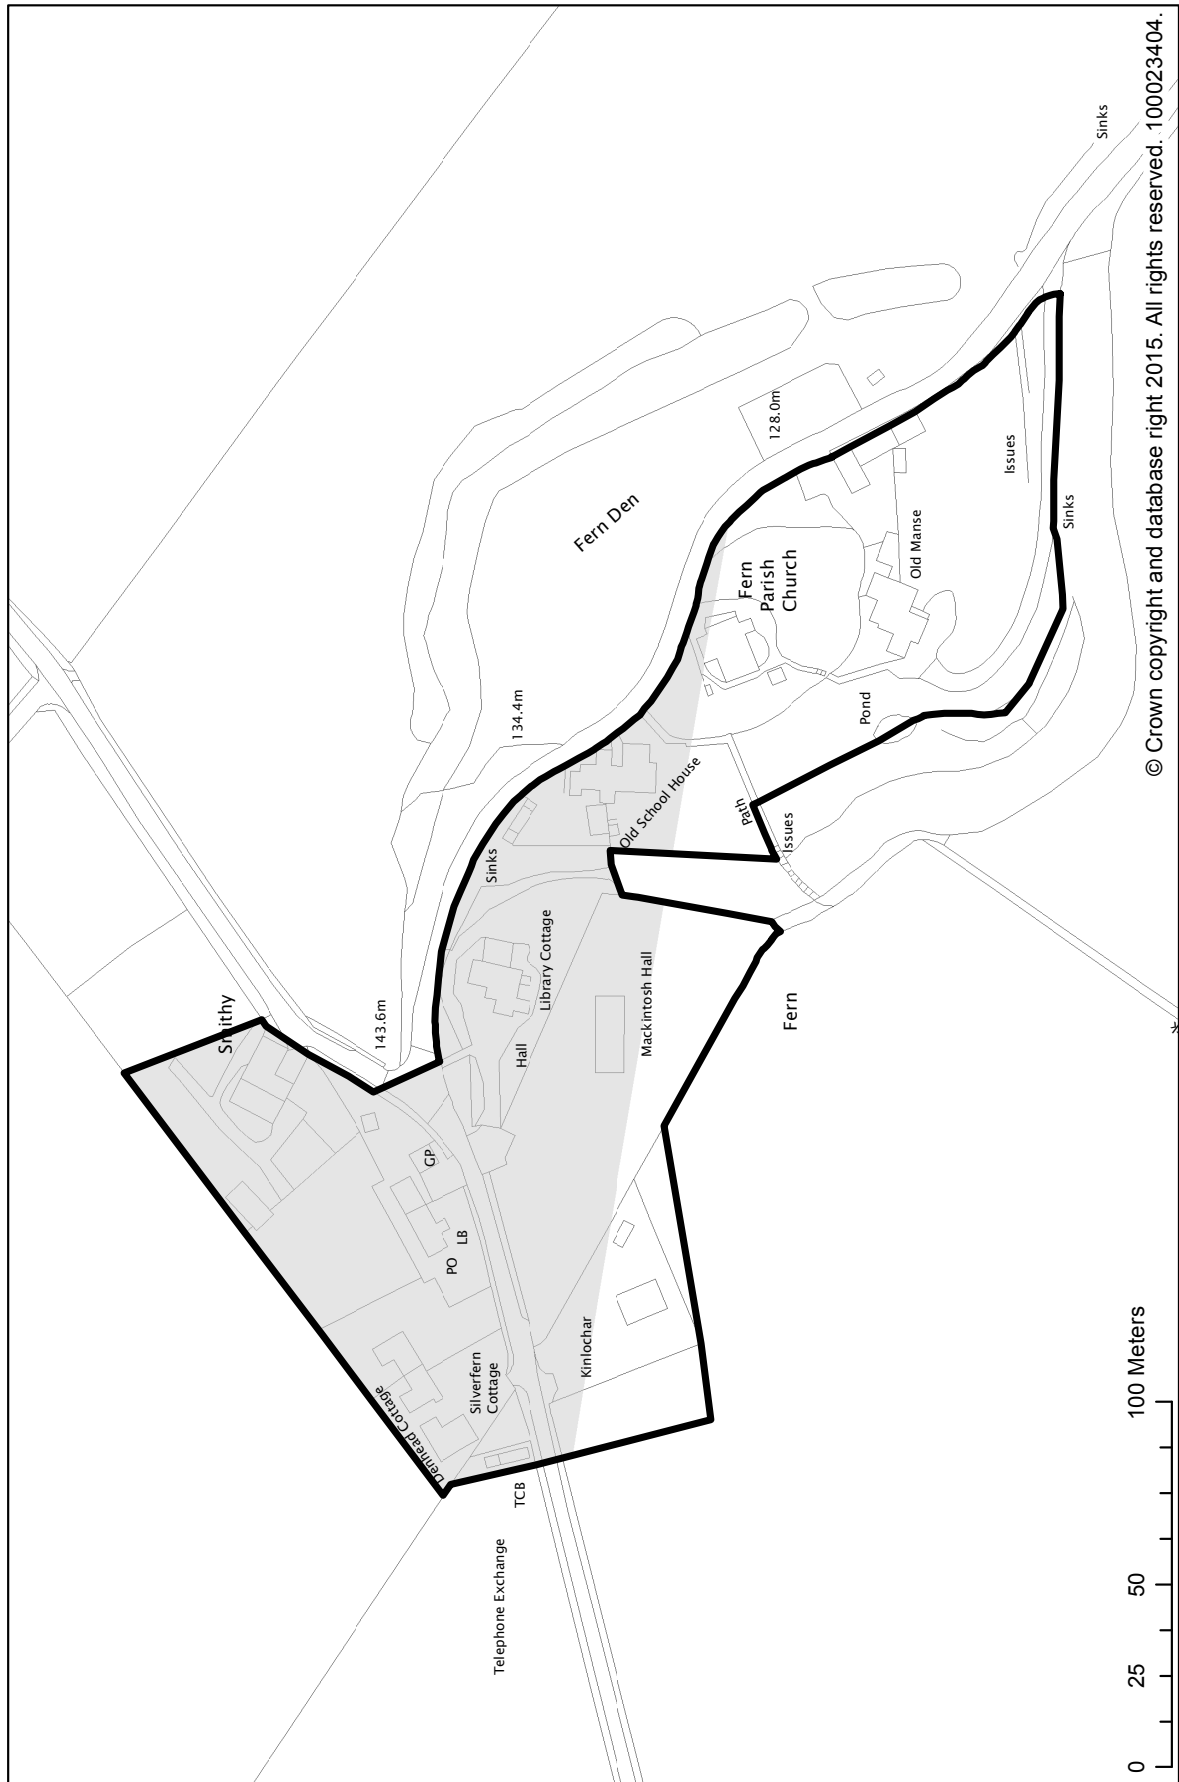 Smithy
143.6m
Sinks
134.4m
Fern Den
128.0m
Sinks
GP
LB
PO
Hall
Library Cottage
Mackintosh Hall
Old School House
Denhead Cottage
Silverfern
Cottage
Kinlochar
TCB
Telephone Exchange
Fern
Parish
Church
Old Manse
Pond
Path
Issues
Issues
Sinks
Fern
0 25 50 100 Meters
© Crown copyright and database right 2015. All rights reserved. 100023404.